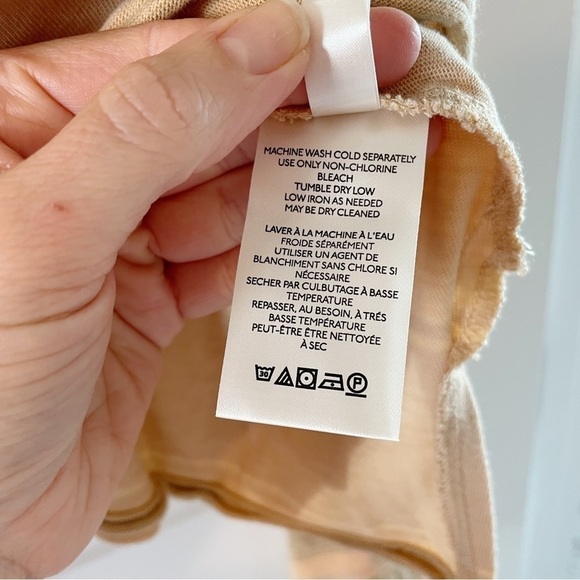 MACHINE WASH COLD SEPARATELY
USE ONLY NON-CHLORINE
BLEACH
TUMBLE DRY LOW
LOW IRON AS NEEDED
MAY BE DRY CLEANED
LAVER À LA MACHINE À L'EAU
FROIDE SÉPARÉMENT
UTILISER UN AGENT DE
BLANCHIMENT SANS CHLORE SI
NÉCESSAIRE
SECHER PAR CULBUTAGE À BASSE
TEMPERATURE
REPASSER, AU BESOIN, À TRÉS
BASSE TEMPÉRATURE
PEUT-ÊTRE ÊTRE NETTOYÉE
À SEC
30 P